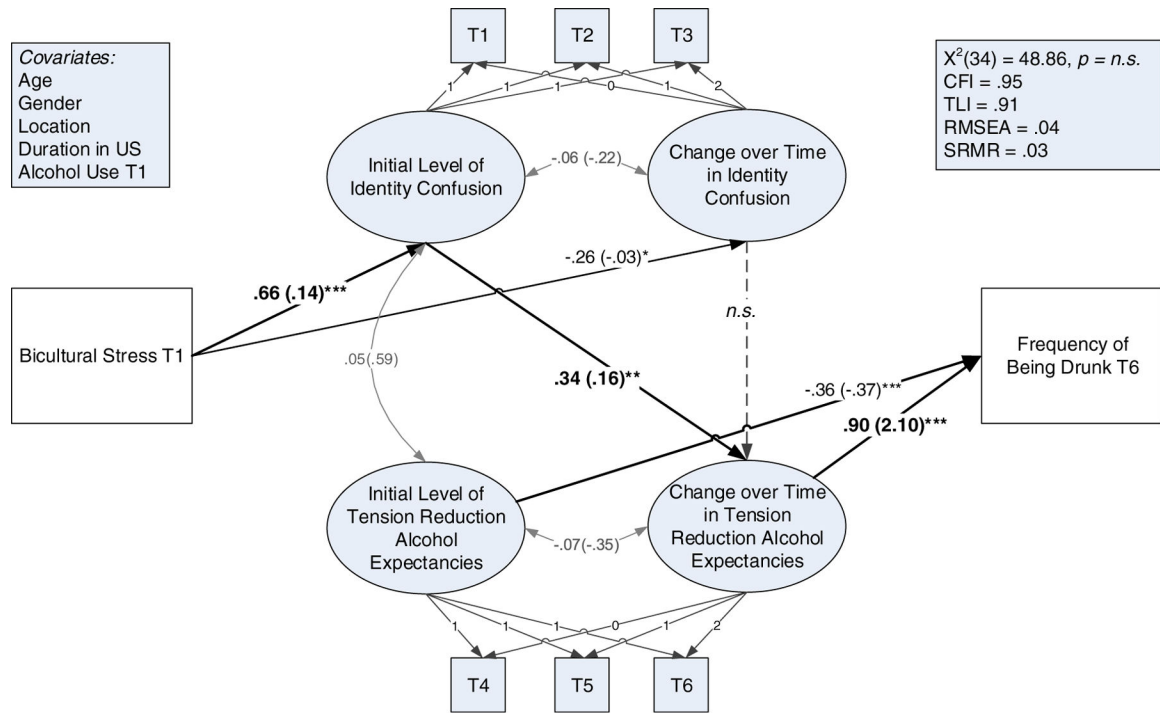 T1
T2
T3
Covariates:
Age
Gender
Location
Duration in US
Alcohol Use T1
X²(34) = 48.86, p = n.s.
CFI = .95
TLI = .91
RMSEA = .04
SRMR = .03
1
1
1
0
1
2
Initial Level of
Identity Confusion
-.06 (-.22)
Change over Time
in Identity
Confusion
-.26 (-.03)*
.66 (.14)***
n.s.
Bicultural Stress T1
.05(.59)
.34 (.16)**
Frequency of
Being Drunk T6
-.36 (-.37)***
.90 (2.10)***
Initial Level of
Tension Reduction
Alcohol
Expectancies
-.07(-.35)
Change over Time
in Tension
Reduction Alcohol
Expectancies
1
1
1
0
1
2
T4
T5
T6